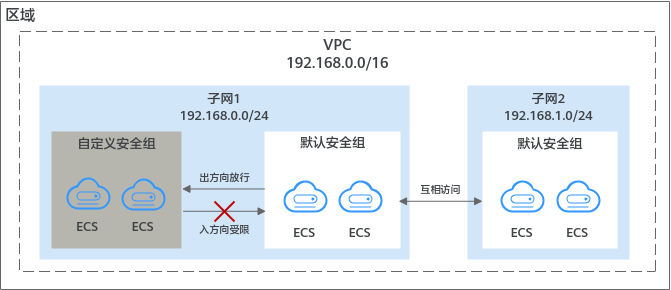 区域
VPC
192.168.0.0/16
子网1
192.168.0.0/24
子网2
192.168.1.0/24
自定义安全组
默认安全组
默认安全组
出方向放行
互相访问
入方向受限
ECS
ECS
ECS
ECS
ECS
ECS